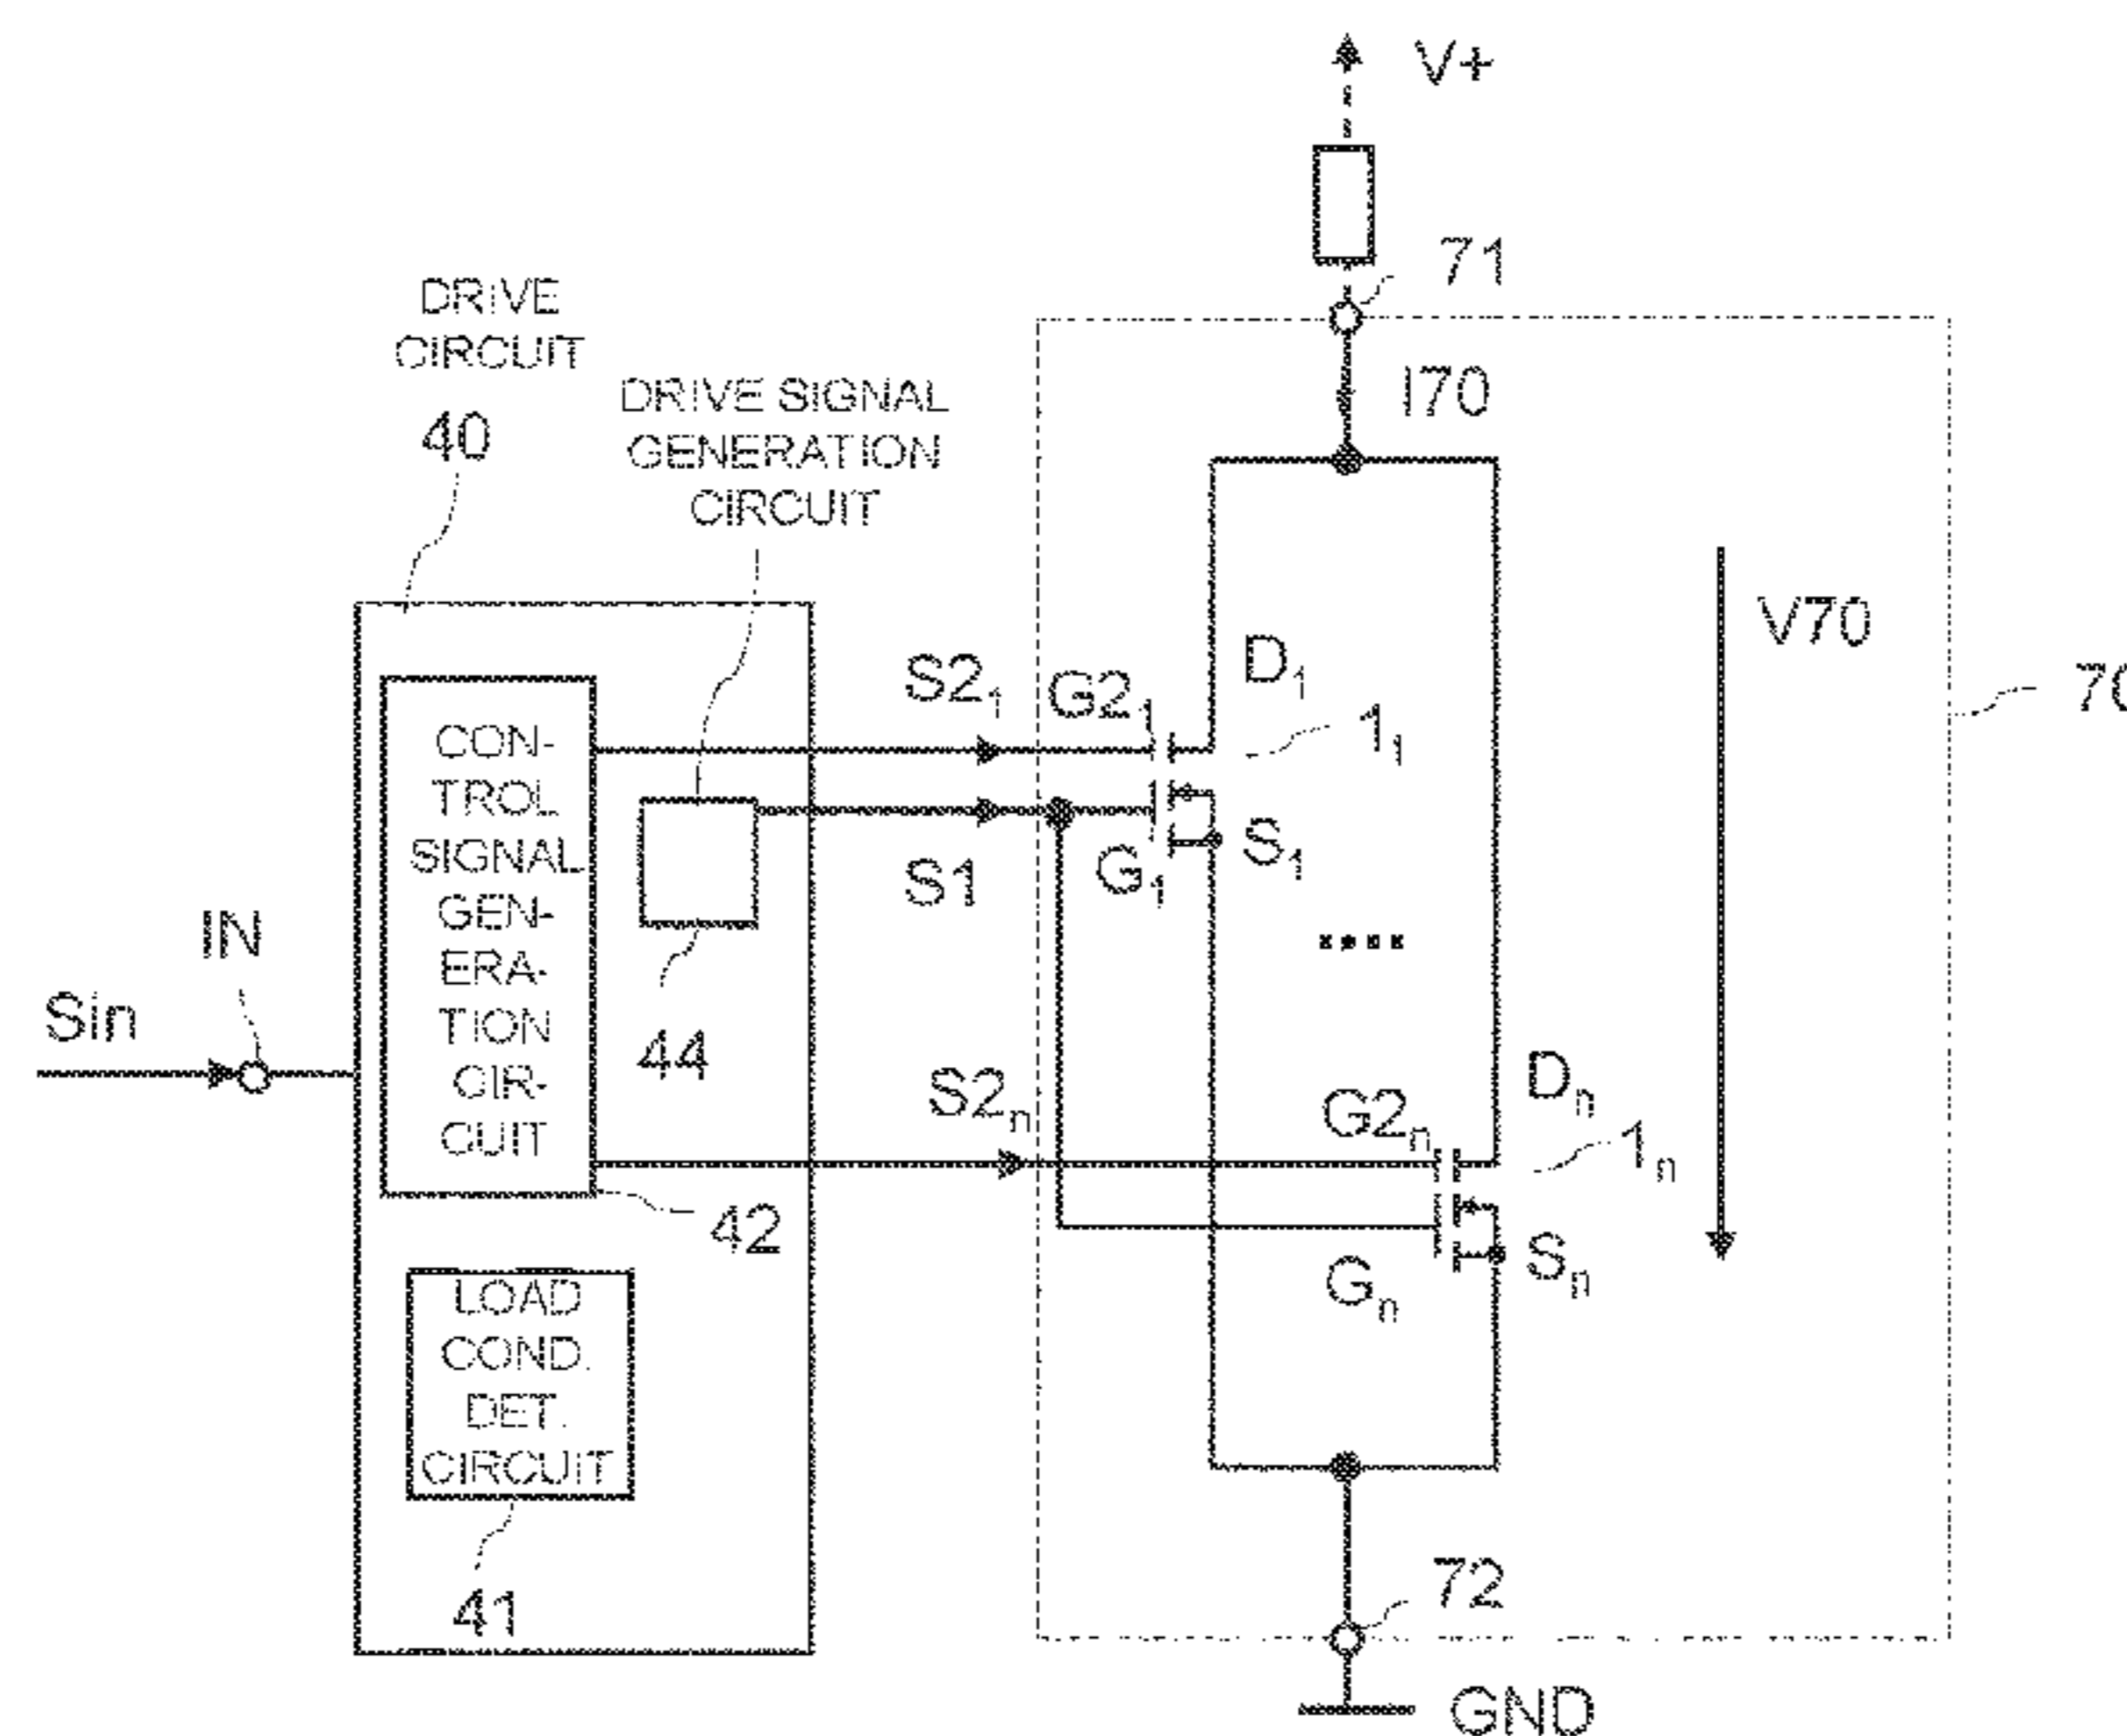 V+
71
DRIVE
CIRCUIT
40
DRIVE SIGNAL
GENERATION
CIRCUIT
I70
V70
70
S2₁
G2₁
D₁
1₁
CON-
TROL
SIGNAL
GEN-
ERA-
TION
CIR-
CUIT
S1
G₁
S₁
IN
Sin
44
S2ₙ
G2ₙ
Dₙ
1ₙ
42
Gₙ
Sₙ
LOAD
COND.
DET.
CIRCUIT
41
72
GND